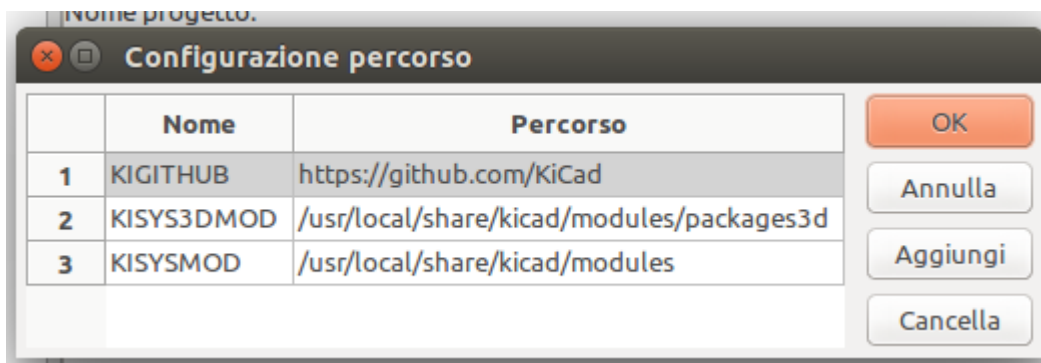 Nome progetto:
Configurazione percorso
Nome Percorso OK
1 KIGITHUB https://github.com/KiCad
Annulla
2 KISYS3DMOD /usr/local/share/kicad/modules/packages3d
3 KISYSMOD /usr/local/share/kicad/modules
Aggiungi
Cancella